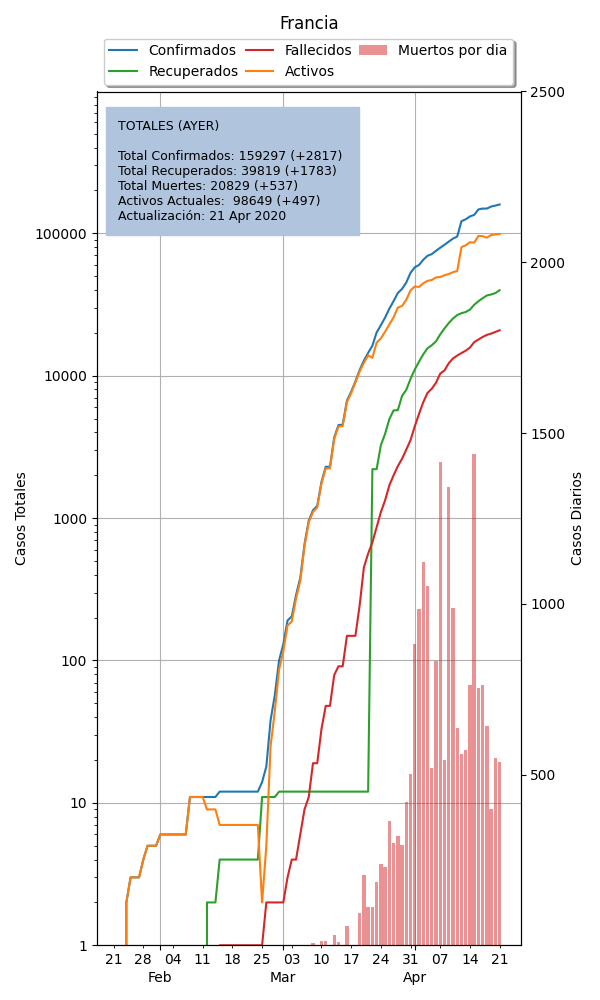 Francia
Confirmados
Recuperados
Fallecidos
Activos
Muertos por dia
TOTALES (AYER)
Total Confirmados: 159297 (+2817)
Total Recuperados: 39819 (+1783)
Total Muertes: 20829 (+537)
Activos Actuales:  98649 (+497)
Actualización: 21 Apr 2020
Casos Totales
100000
10000
1000
100
10
1
Casos Diarios
2500
2000
1500
1000
500
21 28 04 11 18 25 03 10 17 24 31 07 14 21
Feb Mar Apr